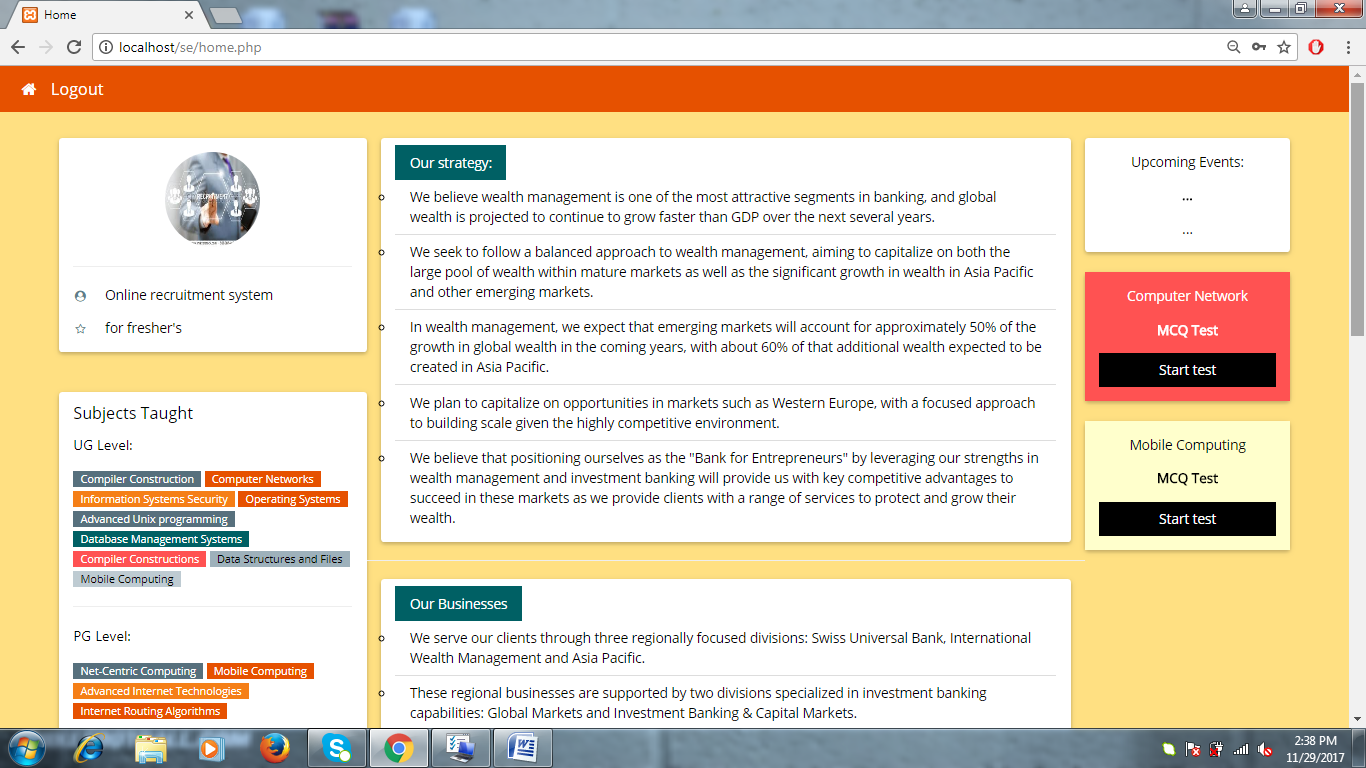 Home
localhost/se/home.php
Logout
Online recruitment system
for fresher's
Subjects Taught
UG Level:
Compiler Construction Computer Networks
Information Systems Security Operating Systems
Advanced Unix programming
Database Management Systems
Compiler Constructions Data Structures and Files
Mobile Computing
PG Level:
Net-Centric Computing Mobile Computing
Advanced Internet Technologies
Internet Routing Algorithms
Our strategy:
We believe wealth management is one of the most attractive segments in banking, and global
wealth is projected to continue to grow faster than GDP over the next several years.
We seek to follow a balanced approach to wealth management, aiming to capitalize on both the
large pool of wealth within mature markets as well as the significant growth in wealth in Asia Pacific
and other emerging markets.
In wealth management, we expect that emerging markets will account for approximately 50% of the
growth in global wealth in the coming years, with about 60% of that additional wealth expected to be
created in Asia Pacific.
We plan to capitalize on opportunities in markets such as Western Europe, with a focused approach
to building scale given the highly competitive environment.
We believe that positioning ourselves as the "Bank for Entrepreneurs" by leveraging our strengths in
wealth management and investment banking will provide us with key competitive advantages to
succeed in these markets as we provide clients with a range of services to protect and grow their
wealth.
Our Businesses
We serve our clients through three regionally focused divisions: Swiss Universal Bank, International
Wealth Management and Asia Pacific.
These regional businesses are supported by two divisions specialized in investment banking
capabilities: Global Markets and Investment Banking & Capital Markets.
Upcoming Events:
...
...
Computer Network
MCQ Test
Start test
Mobile Computing
MCQ Test
Start test
2:38 PM
11/29/2017